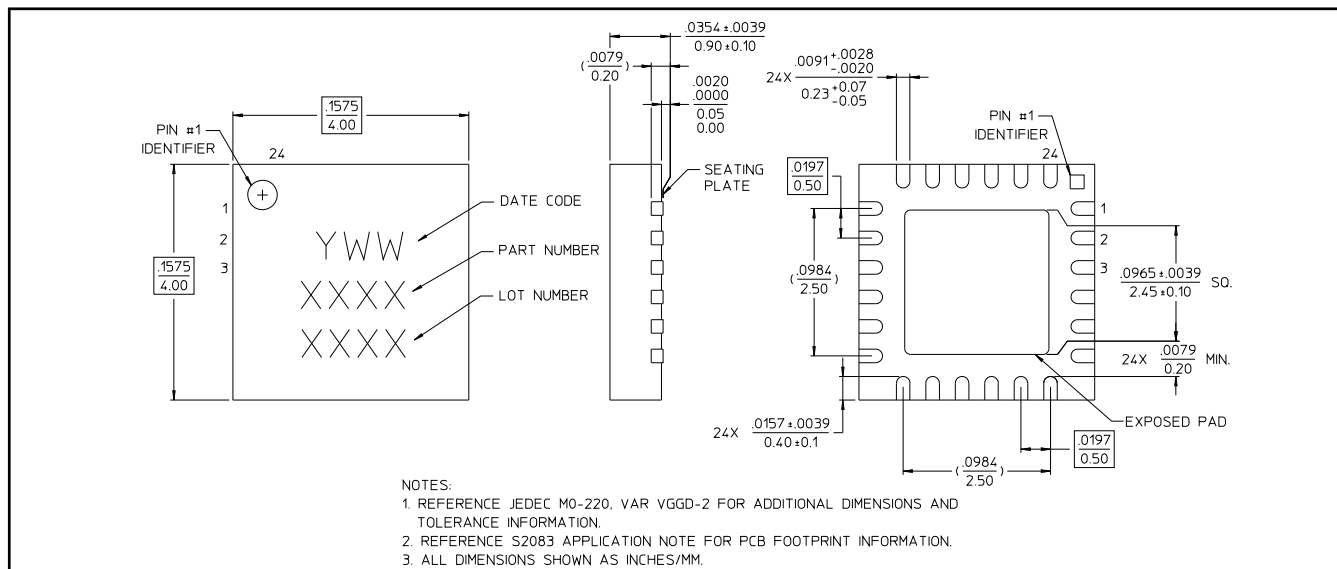 .1575
4.00
PIN #1
IDENTIFIER
24
1
2
3
.1575
4.00
YWW
XXXX
XXXX
DATE CODE
PART NUMBER
LOT NUMBER
.0354±.0039
0.90±0.10
(.0079
0.20)
.0020
.0000
0.05
0.00
SEATING
PLATE
24X .0091 +.0028
-.0020
0.23 +0.07
-0.05
PIN #1
IDENTIFIER
24
.0197
0.50
1
2
3
(.0984
2.50)
.0965±.0039
2.45±0.10 SQ.
24X .0079 MIN.
0.20
24X .0157±.0039
0.40±0.1
EXPOSED PAD
.0197
0.50
(.0984
2.50)
NOTES:
1. REFERENCE JEDEC MO-220, VAR VGGD-2 FOR ADDITIONAL DIMENSIONS AND
TOLERANCE INFORMATION.
2. REFERENCE S2083 APPLICATION NOTE FOR PCB FOOTPRINT INFORMATION.
3. ALL DIMENSIONS SHOWN AS INCHES/MM.